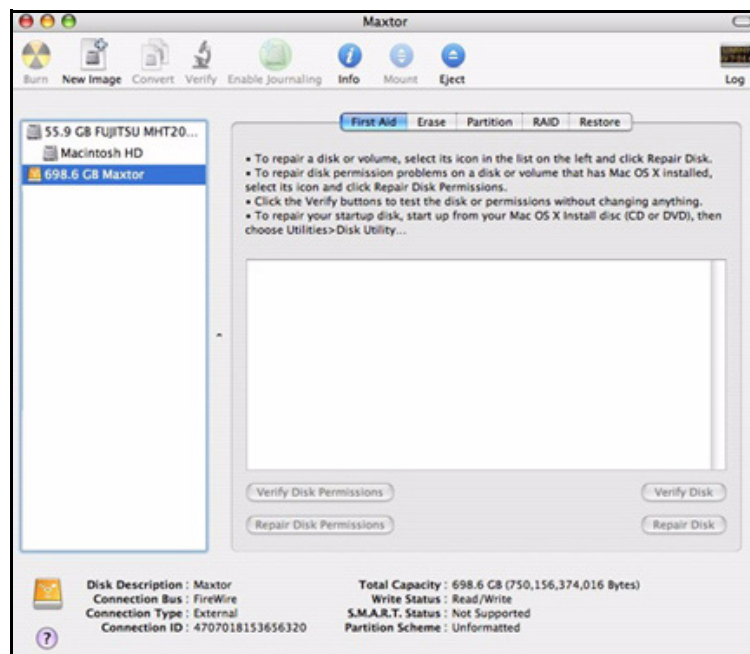 Maxtor
Burn New Image Convert Verify Enable Journaling Info Mount Eject Log
First Aid Erase Partition RAID Restore
55.9 GB FUJITSU MHT20...
Macintosh HD
698.6 GB Maxtor
• To repair a disk or volume, select its icon in the list on the left and click Repair Disk.
• To repair disk permission problems on a disk or volume that has Mac OS X installed,
select its icon and click Repair Disk Permissions.
• Click the Verify buttons to test the disk or permissions without changing anything.
• To repair your startup disk, start up from your Mac OS X Install disc (CD or DVD), then
choose Utilities>Disk Utility...
Verify Disk Permissions Verify Disk
Repair Disk Permissions Repair Disk
Disk Description : Maxtor Total Capacity : 698.6 GB (750,156,374,016 Bytes)
Connection Bus : FireWire Write Status : Read/Write
Connection Type : External S.M.A.R.T. Status : Not Supported
Connection ID : 4707018153656320 Partition Scheme : Unformatted
?